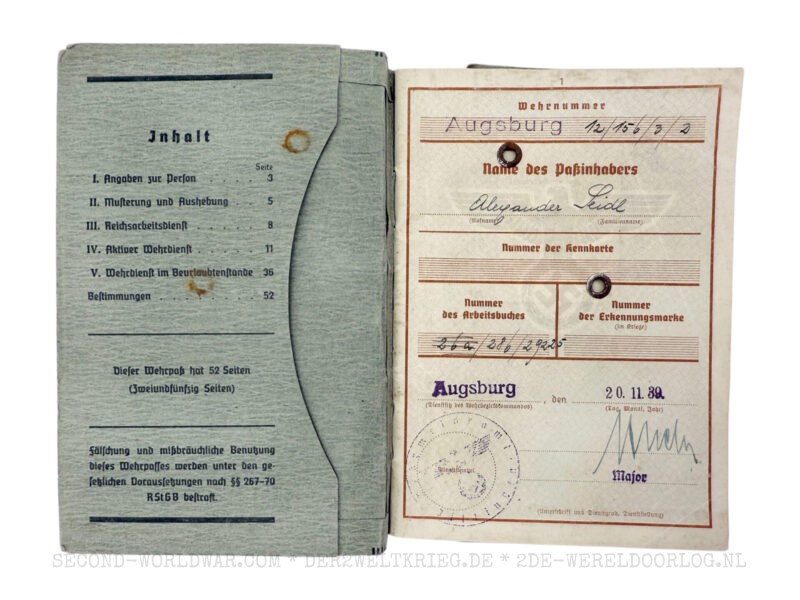 Inhalt
Seite
I. Angaben zur Person . . . . . 3
II. Musterung und Aushebung . . 5
III. Reichsarbeitsdienst . . . . . 8
IV. Aktiver Wehrdienst . . . . . 11
V. Wehrdienst im Beurlaubtenstande 36
Bestimmungen . . . . . . . . 52
Dieser Wehrpaß hat 52 Seiten
(Zweiundfünfzig Seiten)
Fälschung und mißbräuchliche Benutzung
dieses Wehrpasses werden unter den ge-
setzlichen Voraussetzungen nach §§ 267-70
RStGB bestraft.
1
Wehrnummer
Augsburg 12/156/3/2
Name des Paßinhabers
Alexander Seidl
(Vorname) (Familienname)
Nummer der Kennkarte
Nummer
des Arbeitsbuches
Nummer
der Erkennungsmarke
(im Kriege)
26a/280/29225
Augsburg, den 20.11.39.
(Dienstsitz des Wehrbezirkskommandos) (Tag, Monat, Jahr)
(Dienststempel)
Major
(Unterschrift und Dienstgrad, Dienststellung)
SECOND-WORLDWAR.COM * DER2WELTKRIEG.DE * 2DE-WERELDOORLOG.NL